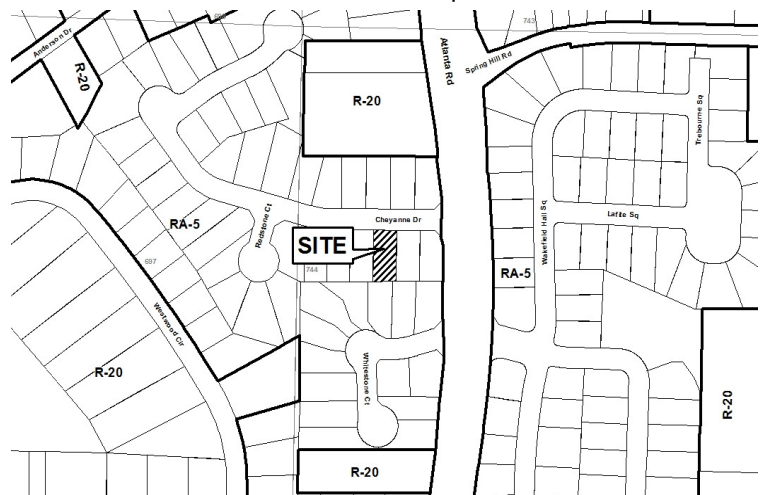 743
Anderson Dr
R-20
Atlanta Rd
Spring Hill Rd
R-20
Trebourne Sq
Cheyanne Dr
Lafite Sq
Redstone Ct
Wakefield Hall Sq
RA-5
SITE
697
744
RA-5
Westwood Cir
Whitestone Ct
R-20
R-20
R-20